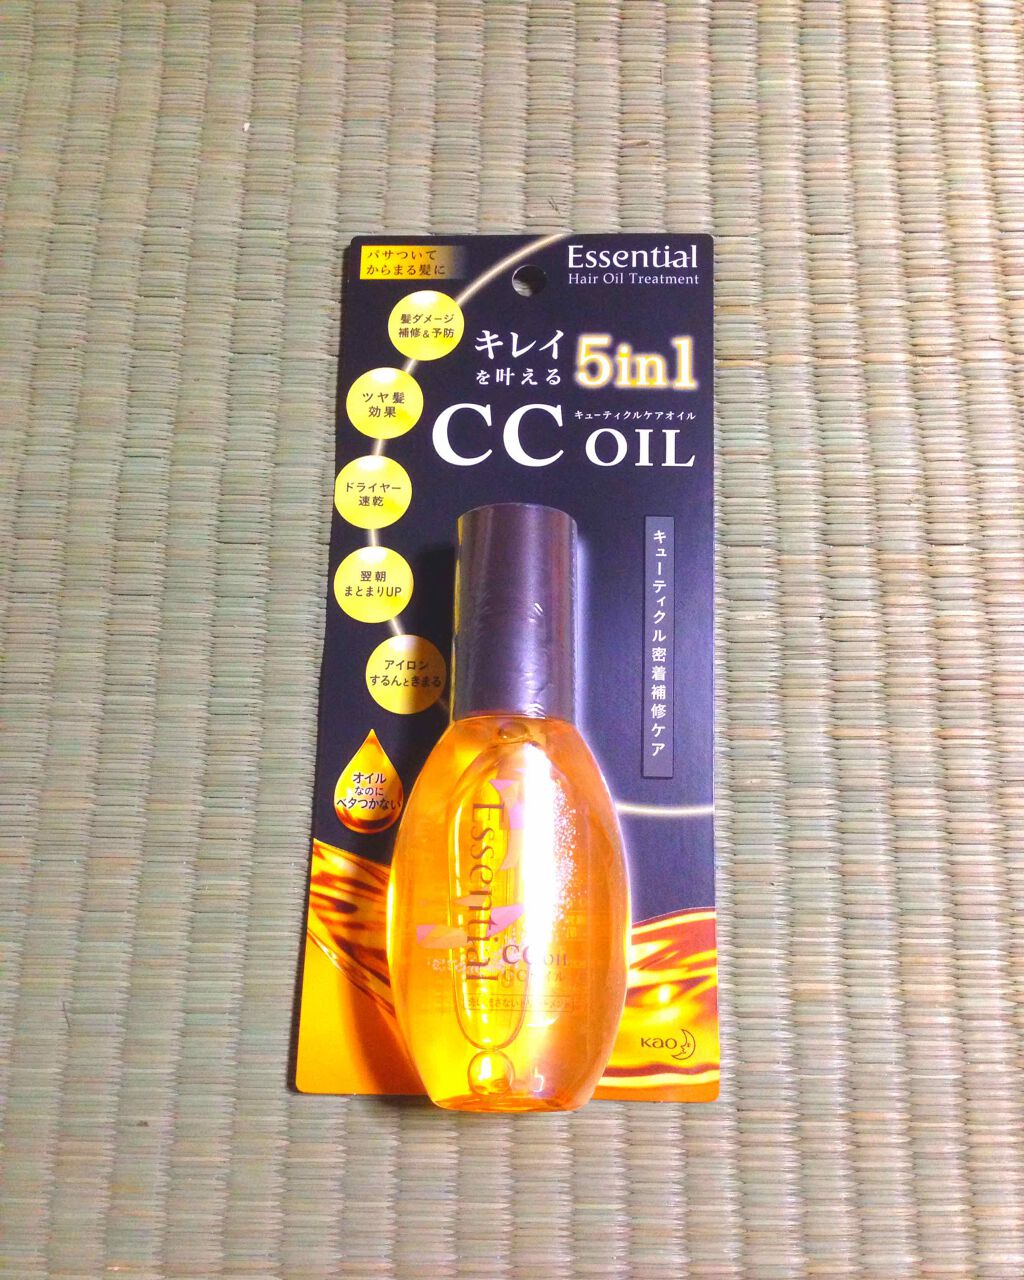 パサついて
からまる髪に
Essential
Hair Oil Treatment
髪ダメージ
補修&予防
キレイ
を叶える
5in1
ツヤ髪
効果
キューティクルケアオイル
CC OIL
ドライヤー
速乾
翌朝
まとまりUP
アイロン
するんときまる
キューティクル密着補修ケア
オイル
なのに
ベタつかない
Essential
CC OIL
CCオイル
Kao